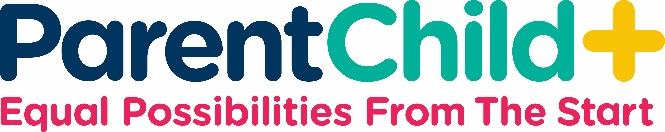 ParentChild+
Equal Possibilities From The Start